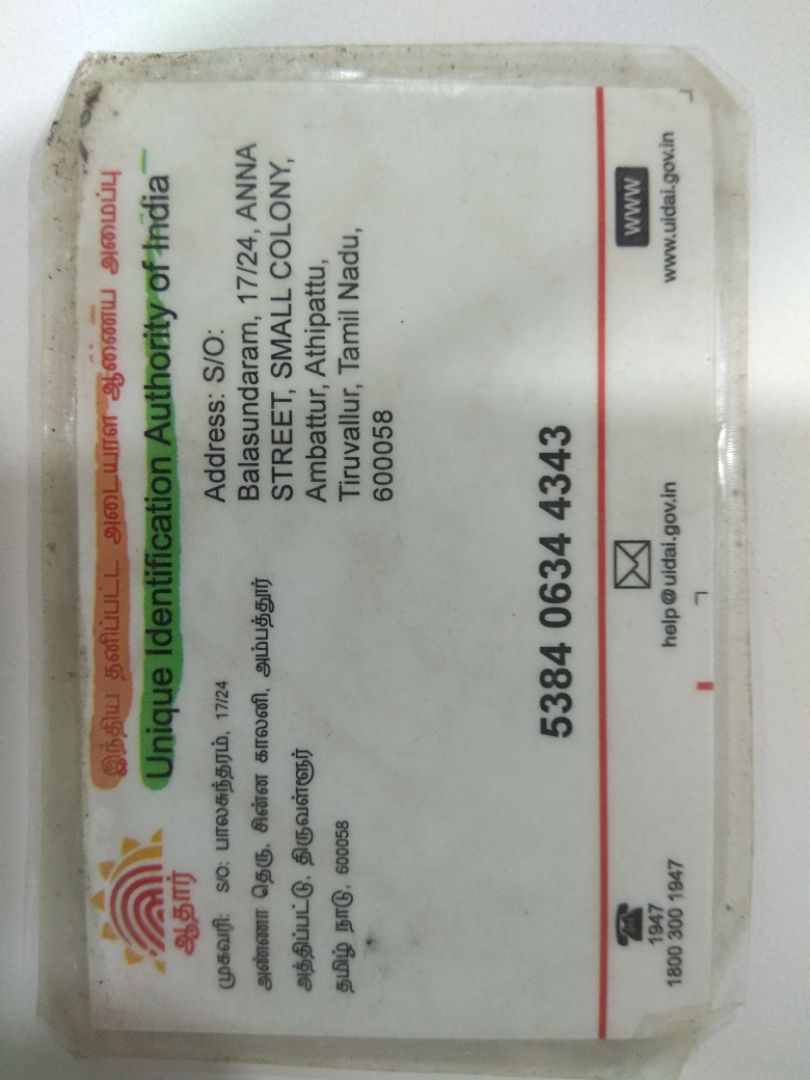 இந்திய தனிப்பட்ட அடையாள ஆணைய அமைப்பு
Unique Identification Authority of India
ஆதார்
முகவரி: S/O: பாலசுந்தரம், 17/24
அண்ணா தெரு, சின்ன காலனி, அம்பத்தூர்
அத்திப்பட்டு, திருவள்ளூர்
தமிழ் நாடு, 600058
Address: S/O:
Balasundaram, 17/24, ANNA
STREET, SMALL COLONY,
Ambattur, Athipattu,
Tiruvallur, Tamil Nadu,
600058
5384 0634 4343
1947
1800 300 1947
help@uidai.gov.in
WWW
www.uidai.gov.in